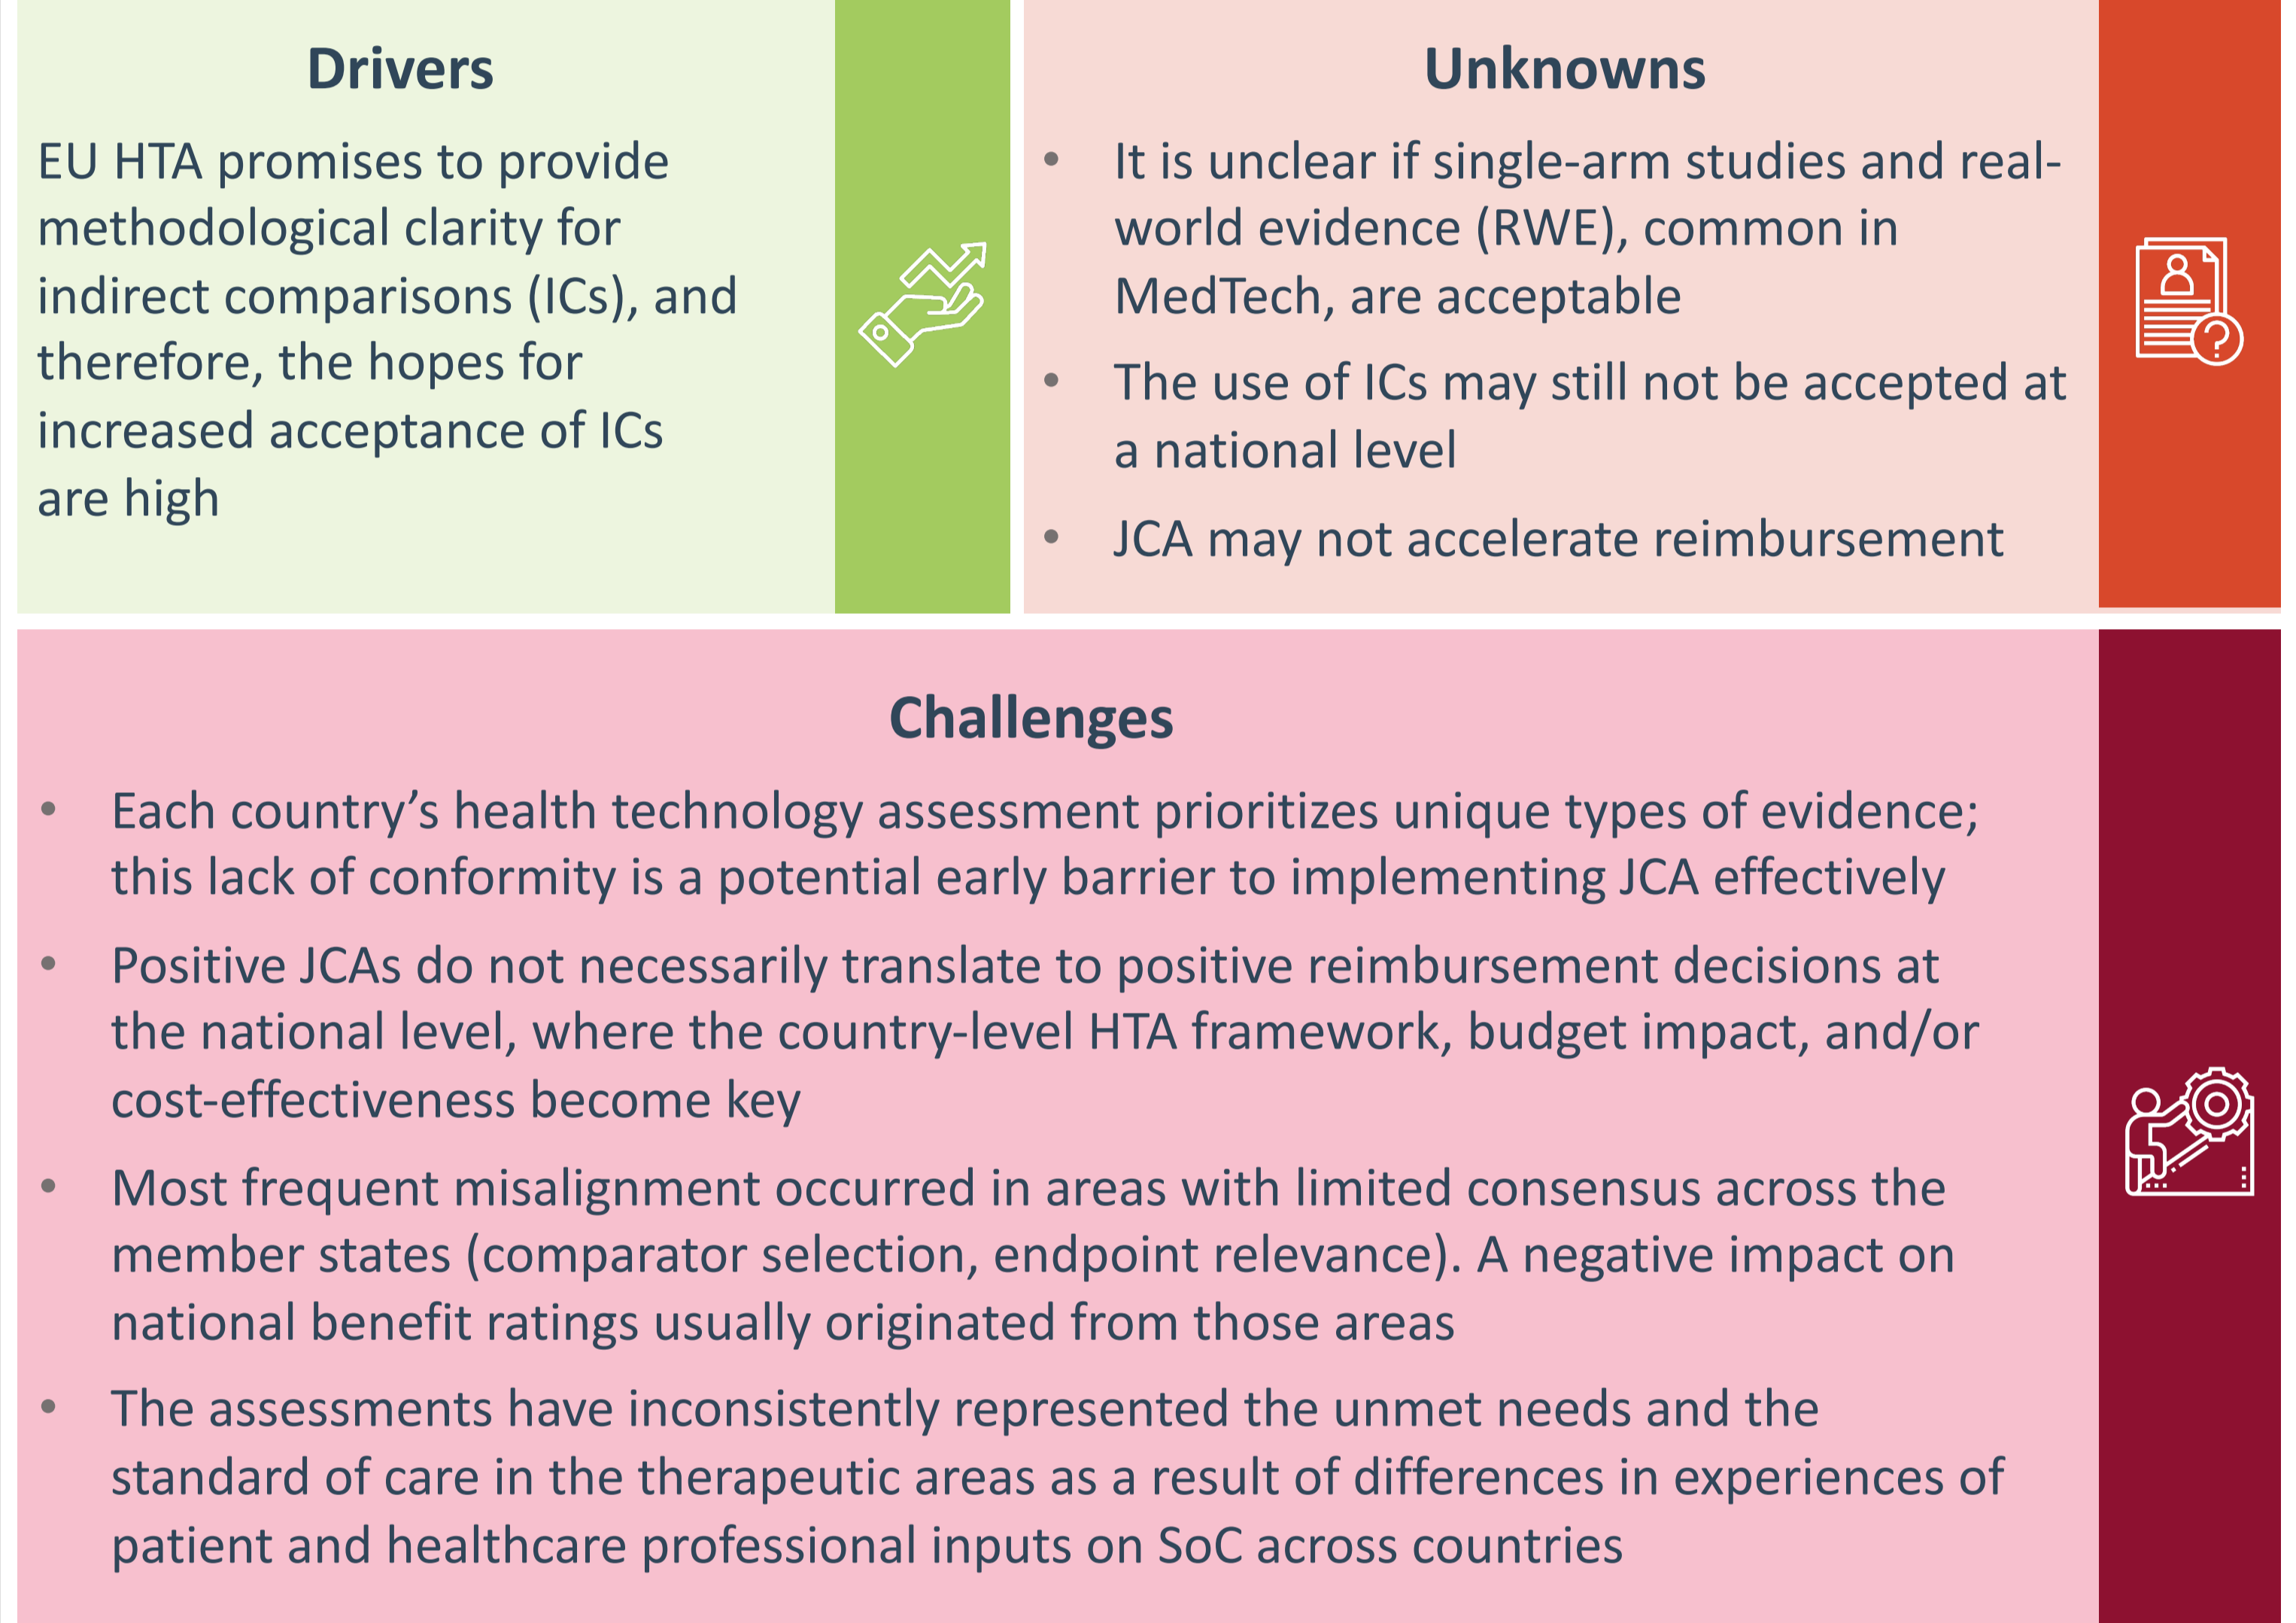 Drivers
EU HTA promises to provide
methodological clarity for
indirect comparisons (ICs), and
therefore, the hopes for
increased acceptance of ICs
are high
Unknowns
• It is unclear if single-arm studies and real-
world evidence (RWE), common in
MedTech, are acceptable
• The use of ICs may still not be accepted at
a national level
• JCA may not accelerate reimbursement
?
Challenges
• Each country’s health technology assessment prioritizes unique types of evidence;
this lack of conformity is a potential early barrier to implementing JCA effectively
• Positive JCAs do not necessarily translate to positive reimbursement decisions at
the national level, where the country-level HTA framework, budget impact, and/or
cost-effectiveness become key
• Most frequent misalignment occurred in areas with limited consensus across the
member states (comparator selection, endpoint relevance). A negative impact on
national benefit ratings usually originated from those areas
• The assessments have inconsistently represented the unmet needs and the
standard of care in the therapeutic areas as a result of differences in experiences of
patient and healthcare professional inputs on SoC across countries